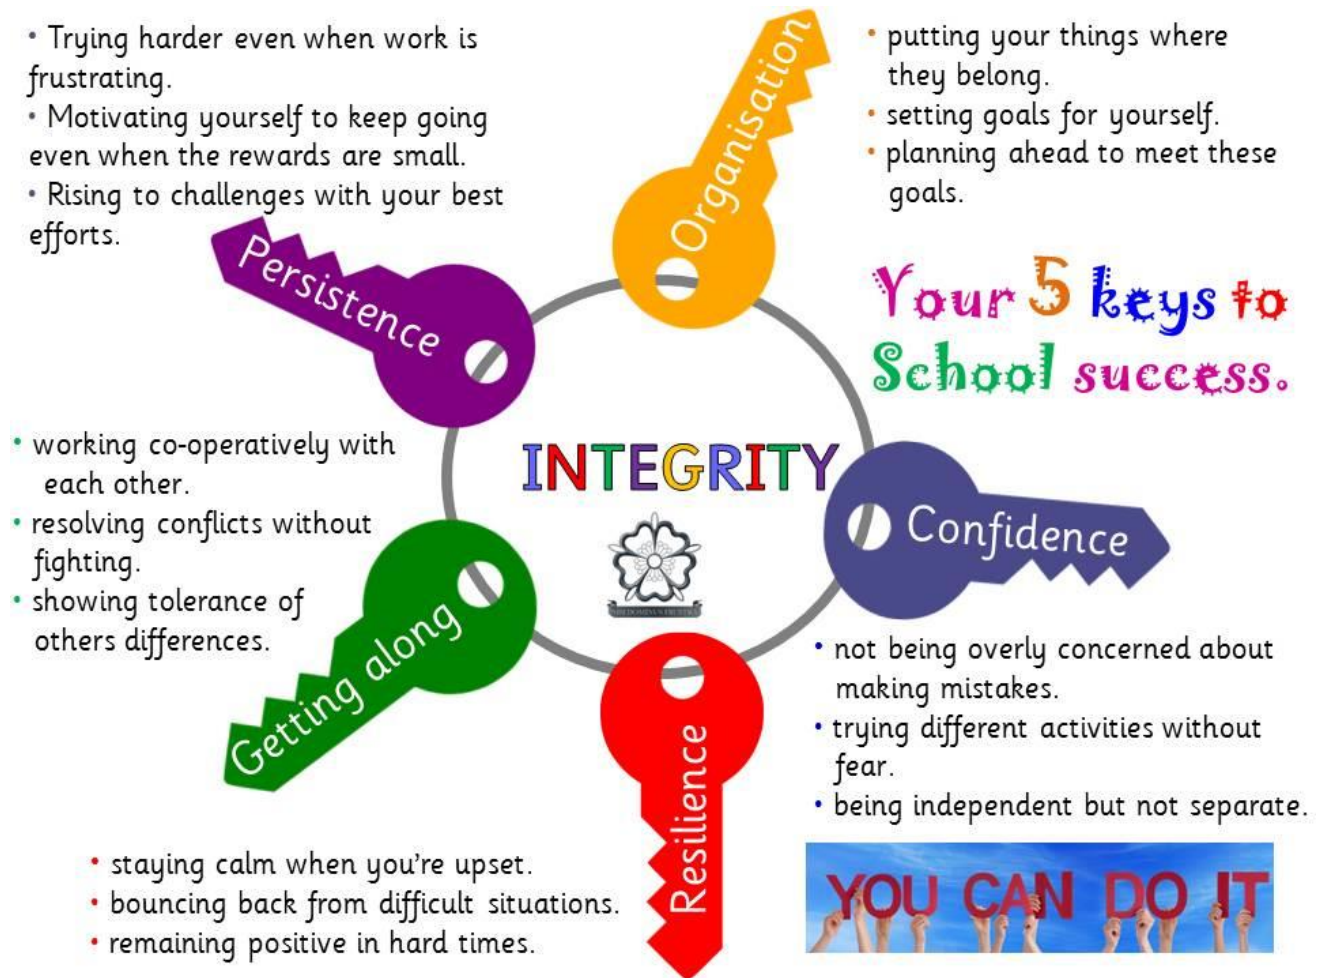 • Trying harder even when work is
frustrating.
• Motivating yourself to keep going
even when the rewards are small.
• Rising to challenges with your best
efforts.
Persistence
Organisation
• putting your things where
they belong.
• setting goals for yourself.
• planning ahead to meet these
goals.
Your 5 keys to
School success.
• working co-operatively with
each other.
• resolving conflicts without
fighting.
• showing tolerance of
others differences.
Getting along
INTEGRITY
Confidence
• not being overly concerned about
making mistakes.
• trying different activities without
fear.
• being independent but not separate.
Resilience
• staying calm when you're upset.
• bouncing back from difficult situations.
• remaining positive in hard times.
YOU CAN DO IT